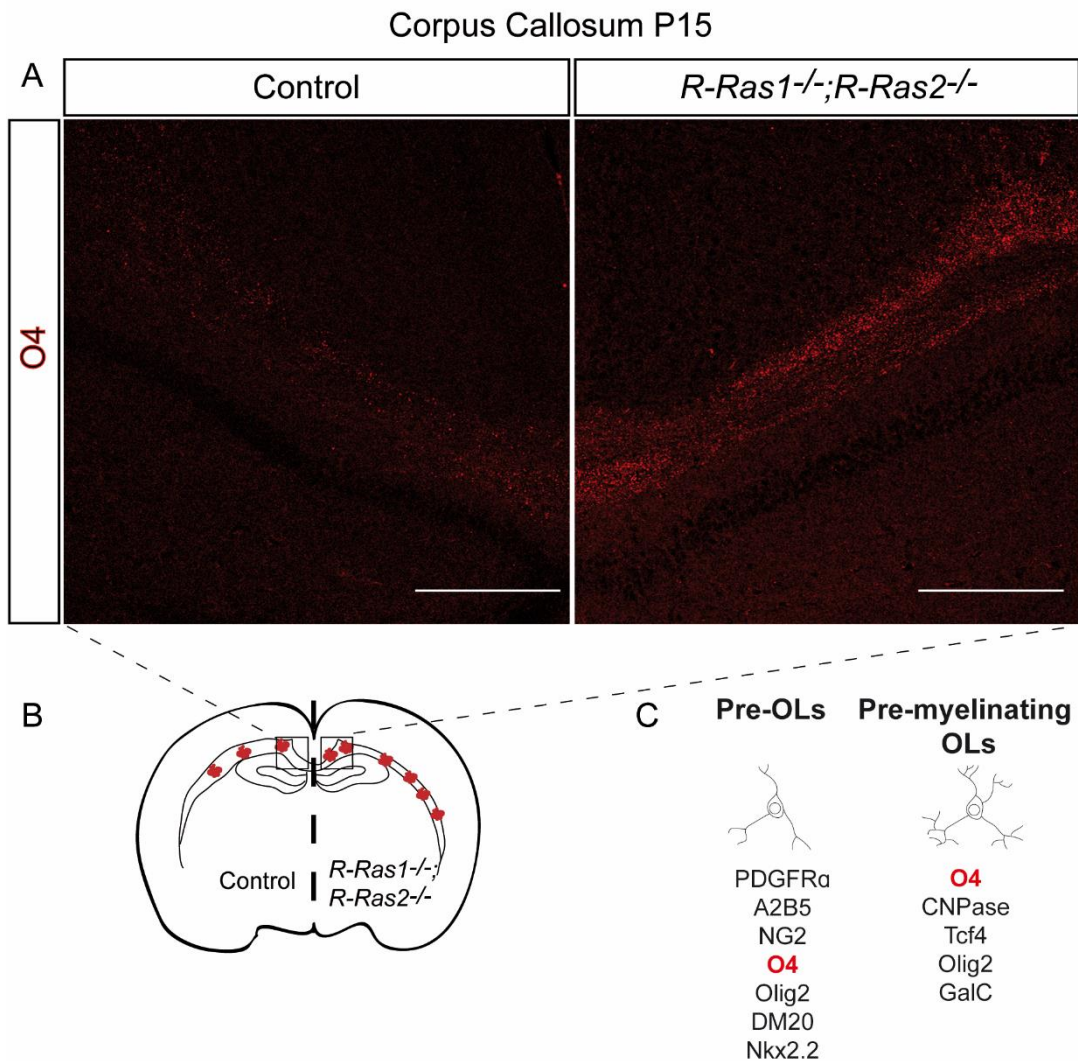 Corpus Callosum P15
A
Control
R-Ras1-/-;R-Ras2-/-
O4
B
Control
R-Ras1-/-;
R-Ras2-/-
C
Pre-OLs
PDGFRα
A2B5
NG2
O4
Olig2
DM20
Nkx2.2
Pre-myelinating
OLs
O4
CNPase
Tcf4
Olig2
GalC